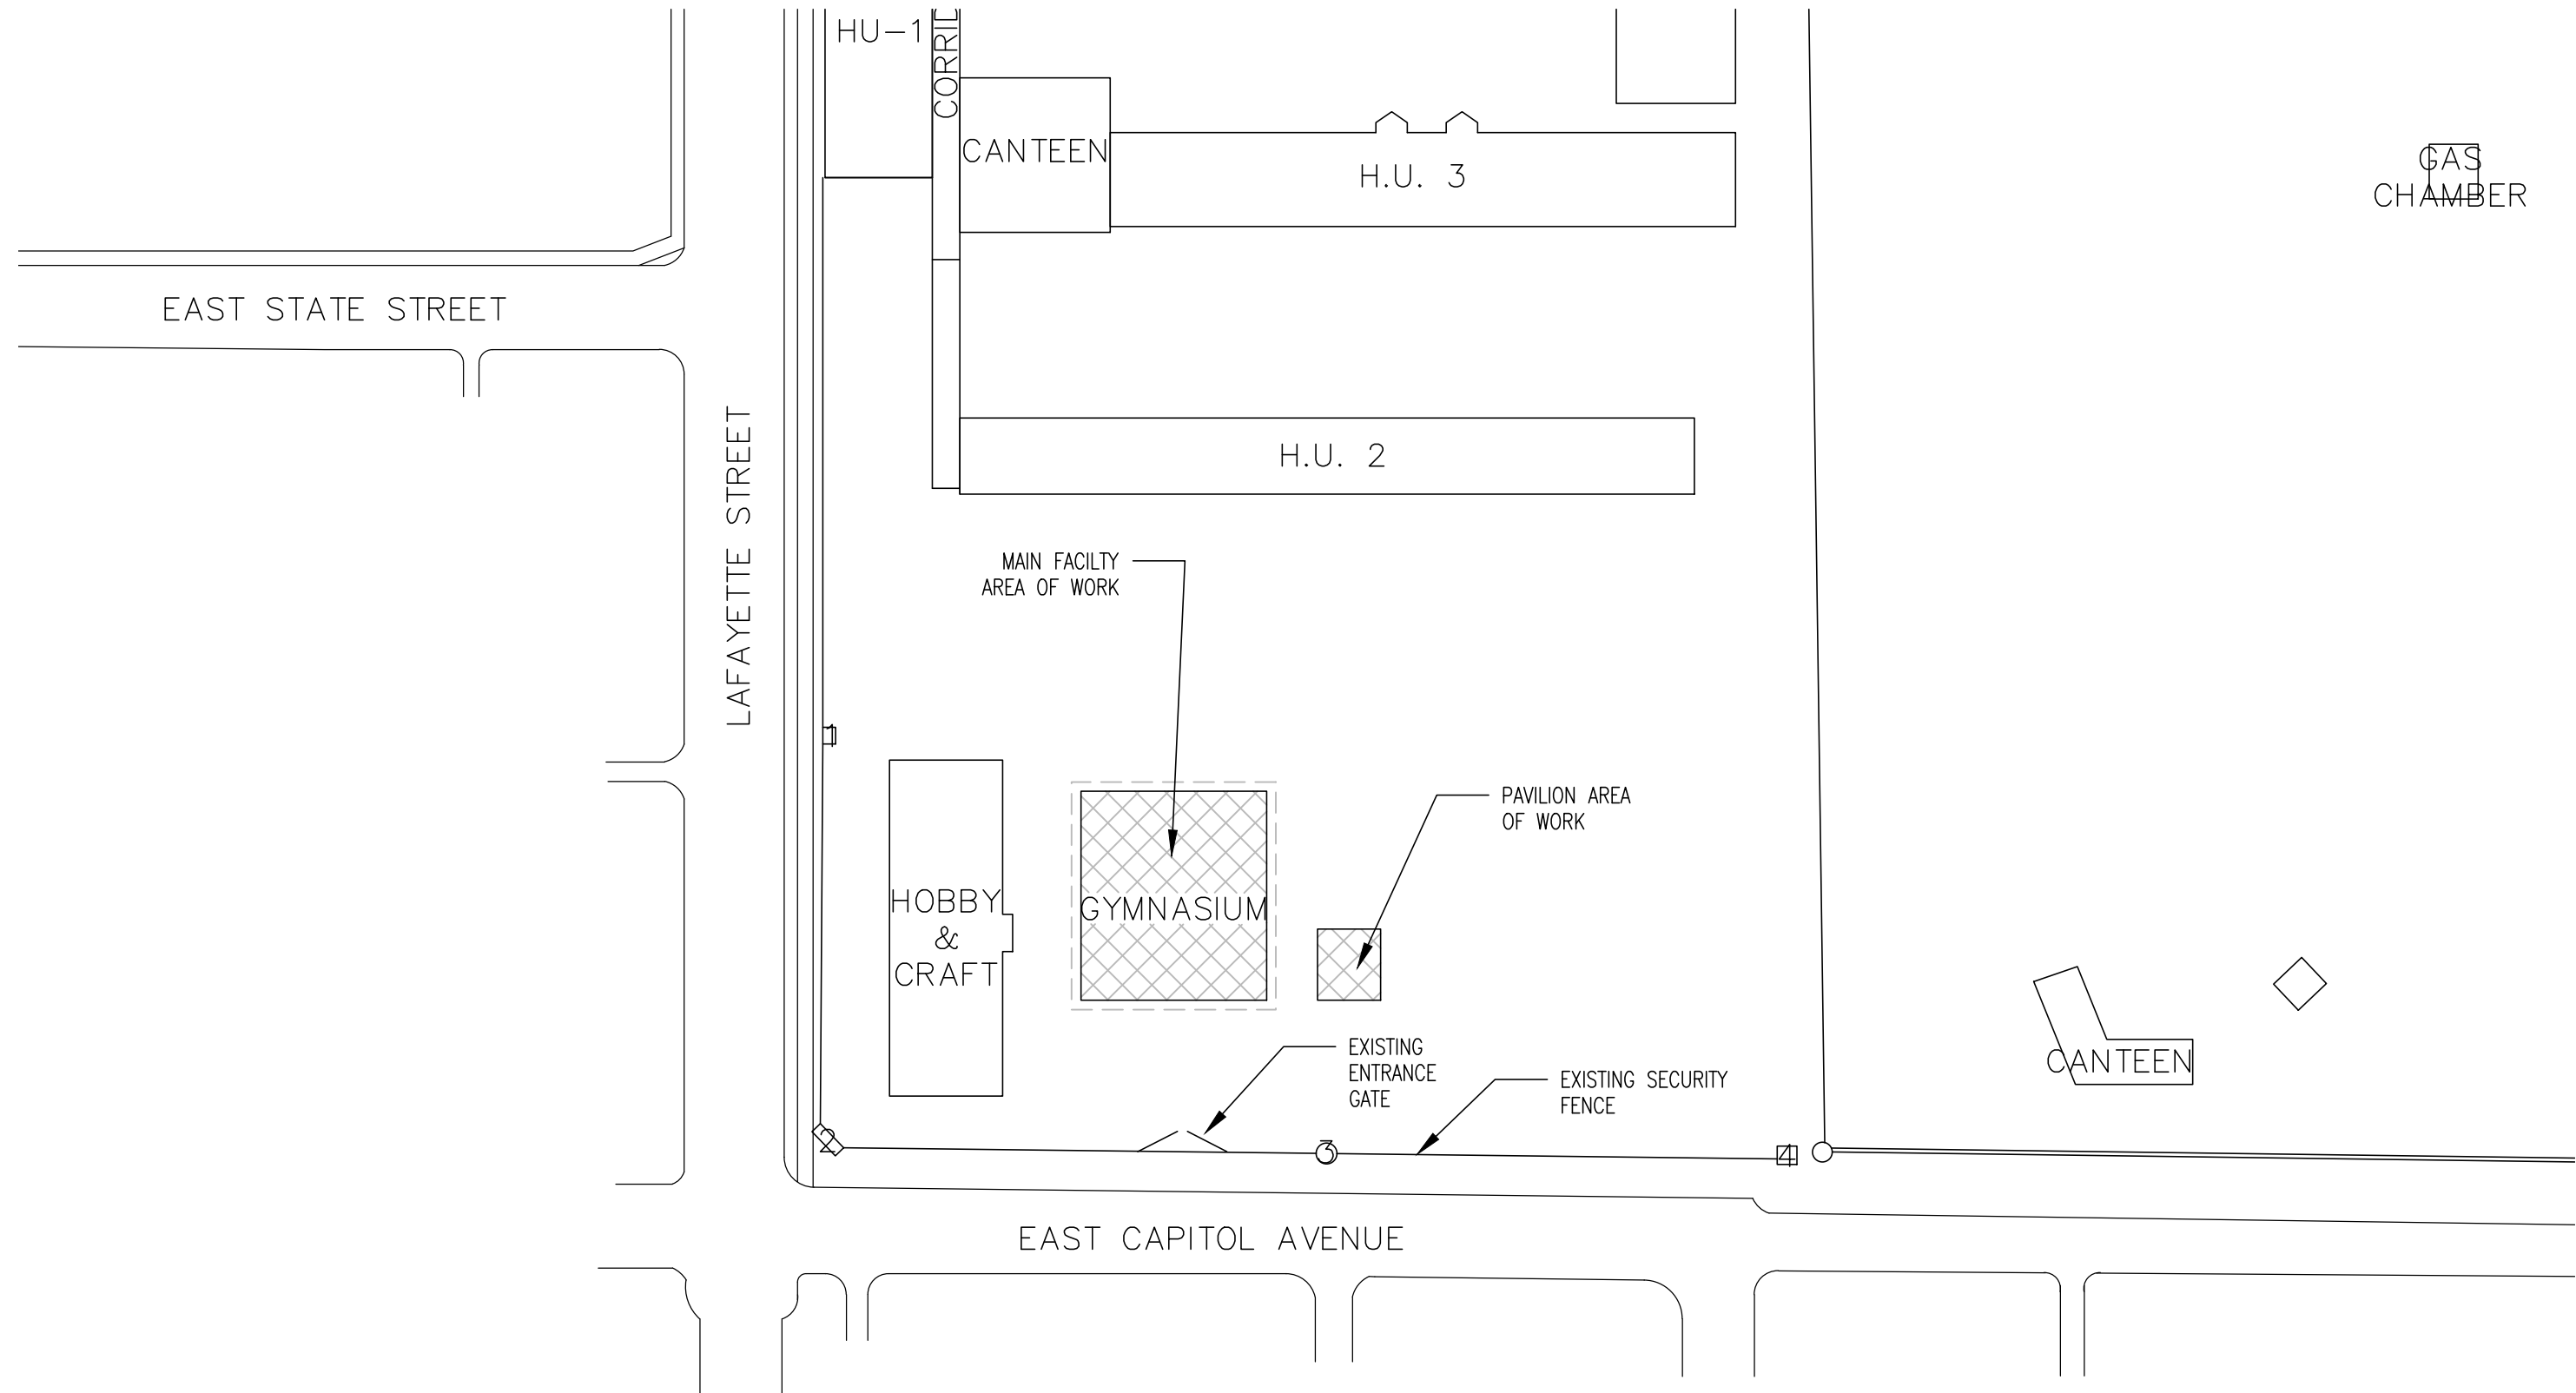 HU-1
CORRID
CANTEEN
H.U. 3
GAS
CHAMBER
EAST STATE STREET
LAFAYETTE STREET
H.U. 2
MAIN FACILTY
AREA OF WORK
1
PAVILION AREA
OF WORK
HOBBY
&
CRAFT
GYMNASIUM
EXISTING
ENTRANCE
GATE
EXISTING SECURITY
FENCE
CANTEEN
2
3
4
EAST CAPITOL AVENUE